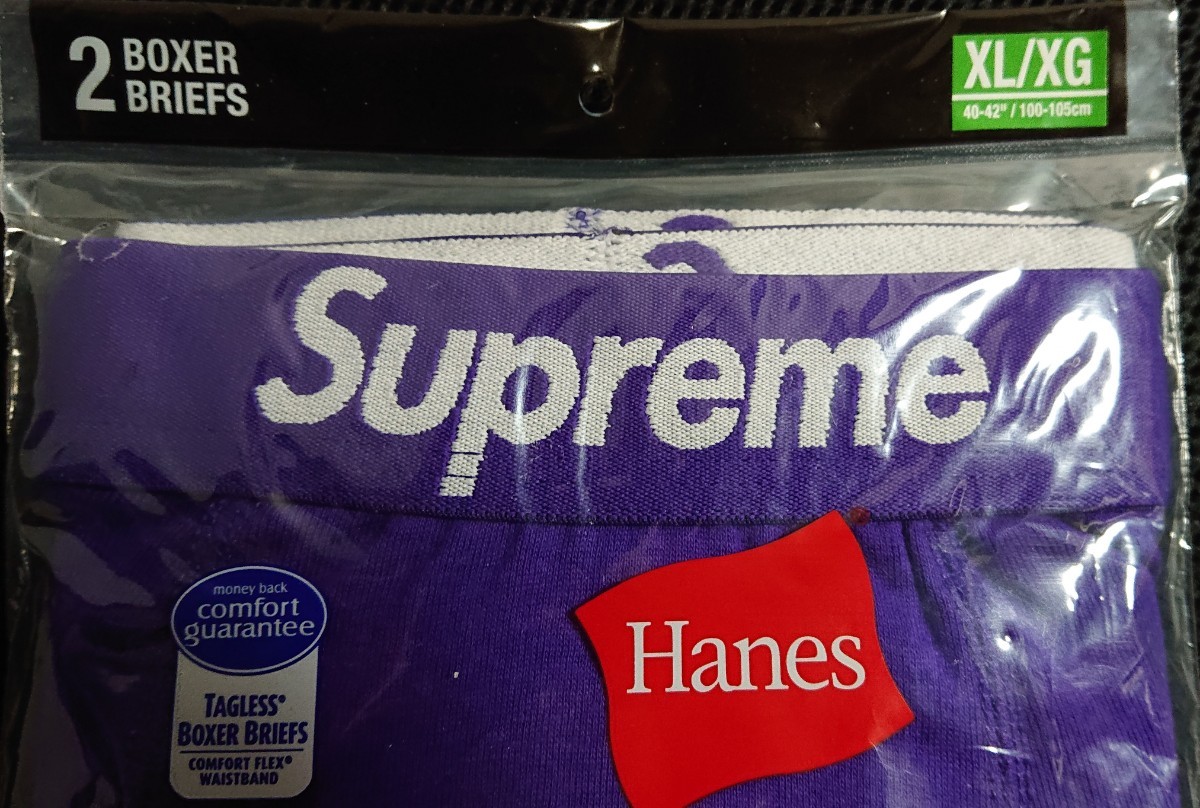 2 BOXER
BRIEFS
XL/XG
40-42" / 100-105cm
Supreme
money back
comfort
guarantee
TAGLESS®
BOXER BRIEFS
COMFORT FLEX®
WAISTBAND
Hanes